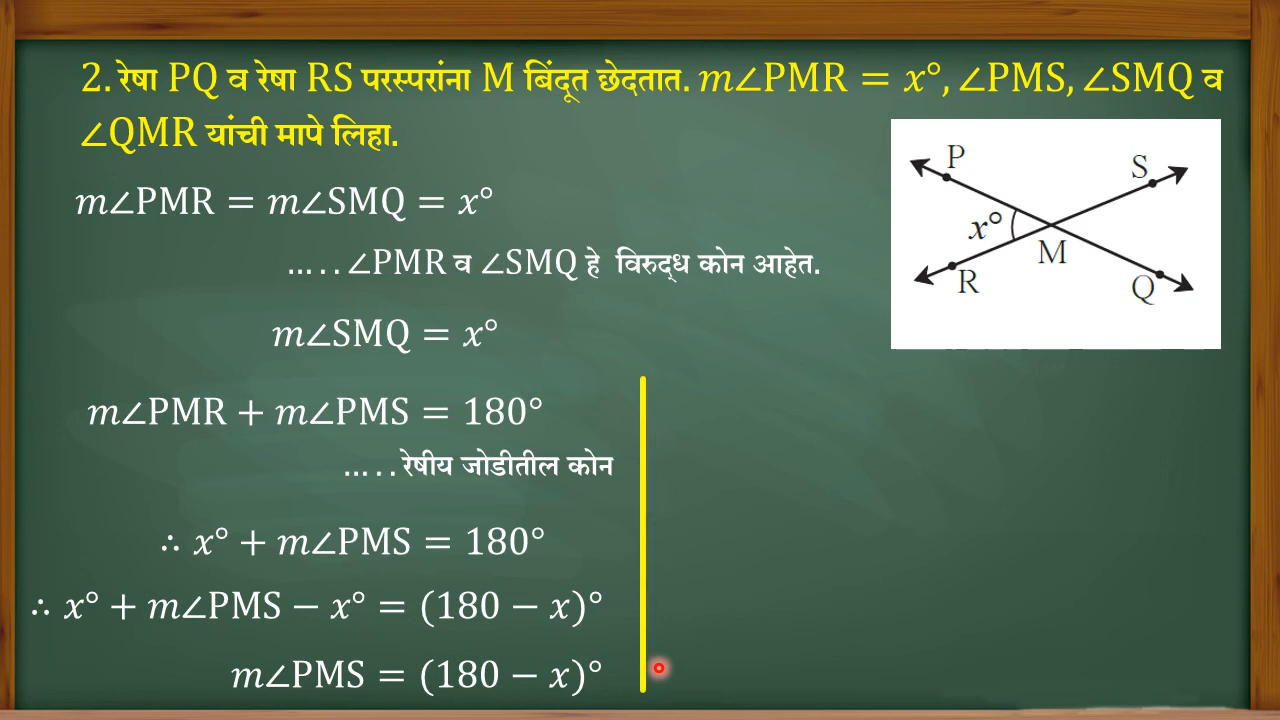 2. रेषा PQ व रेषा RS परस्परांना M बिंदूत छेदतात. m∠PMR = x°, ∠PMS, ∠SMQ व
∠QMR यांची मापे लिहा.
m∠PMR = m∠SMQ = x°
….. ∠PMR व ∠SMQ हे विरुद्ध कोन आहेत.
m∠SMQ = x°
m∠PMR + m∠PMS = 180°
….. रेषीय जोडीतील कोन
∴ x° + m∠PMS = 180°
∴ x° + m∠PMS − x° = (180 − x)°
m∠PMS = (180 − x)°
P
S
x°
M
R
Q